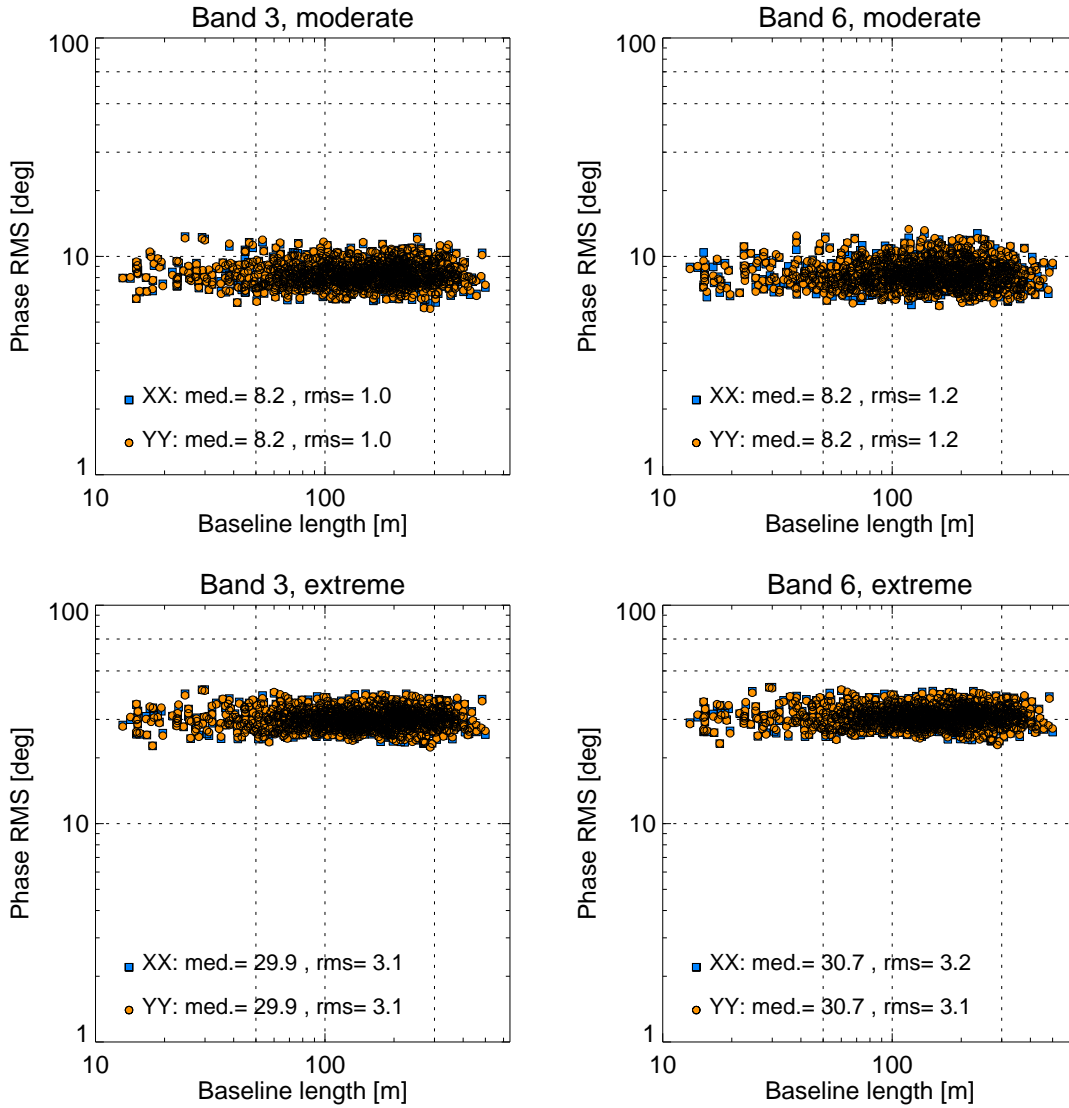 Band 3, moderate
100
10
1
Phase RMS [deg]
XX: med.= 8.2 , rms= 1.0
YY: med.= 8.2 , rms= 1.0
10
100
Baseline length [m]
Band 6, moderate
100
10
1
Phase RMS [deg]
XX: med.= 8.2 , rms= 1.2
YY: med.= 8.2 , rms= 1.2
10
100
Baseline length [m]
Band 3, extreme
100
10
1
Phase RMS [deg]
XX: med.= 29.9 , rms= 3.1
YY: med.= 29.9 , rms= 3.1
10
100
Baseline length [m]
Band 6, extreme
100
10
1
Phase RMS [deg]
XX: med.= 30.7 , rms= 3.2
YY: med.= 30.7 , rms= 3.1
10
100
Baseline length [m]